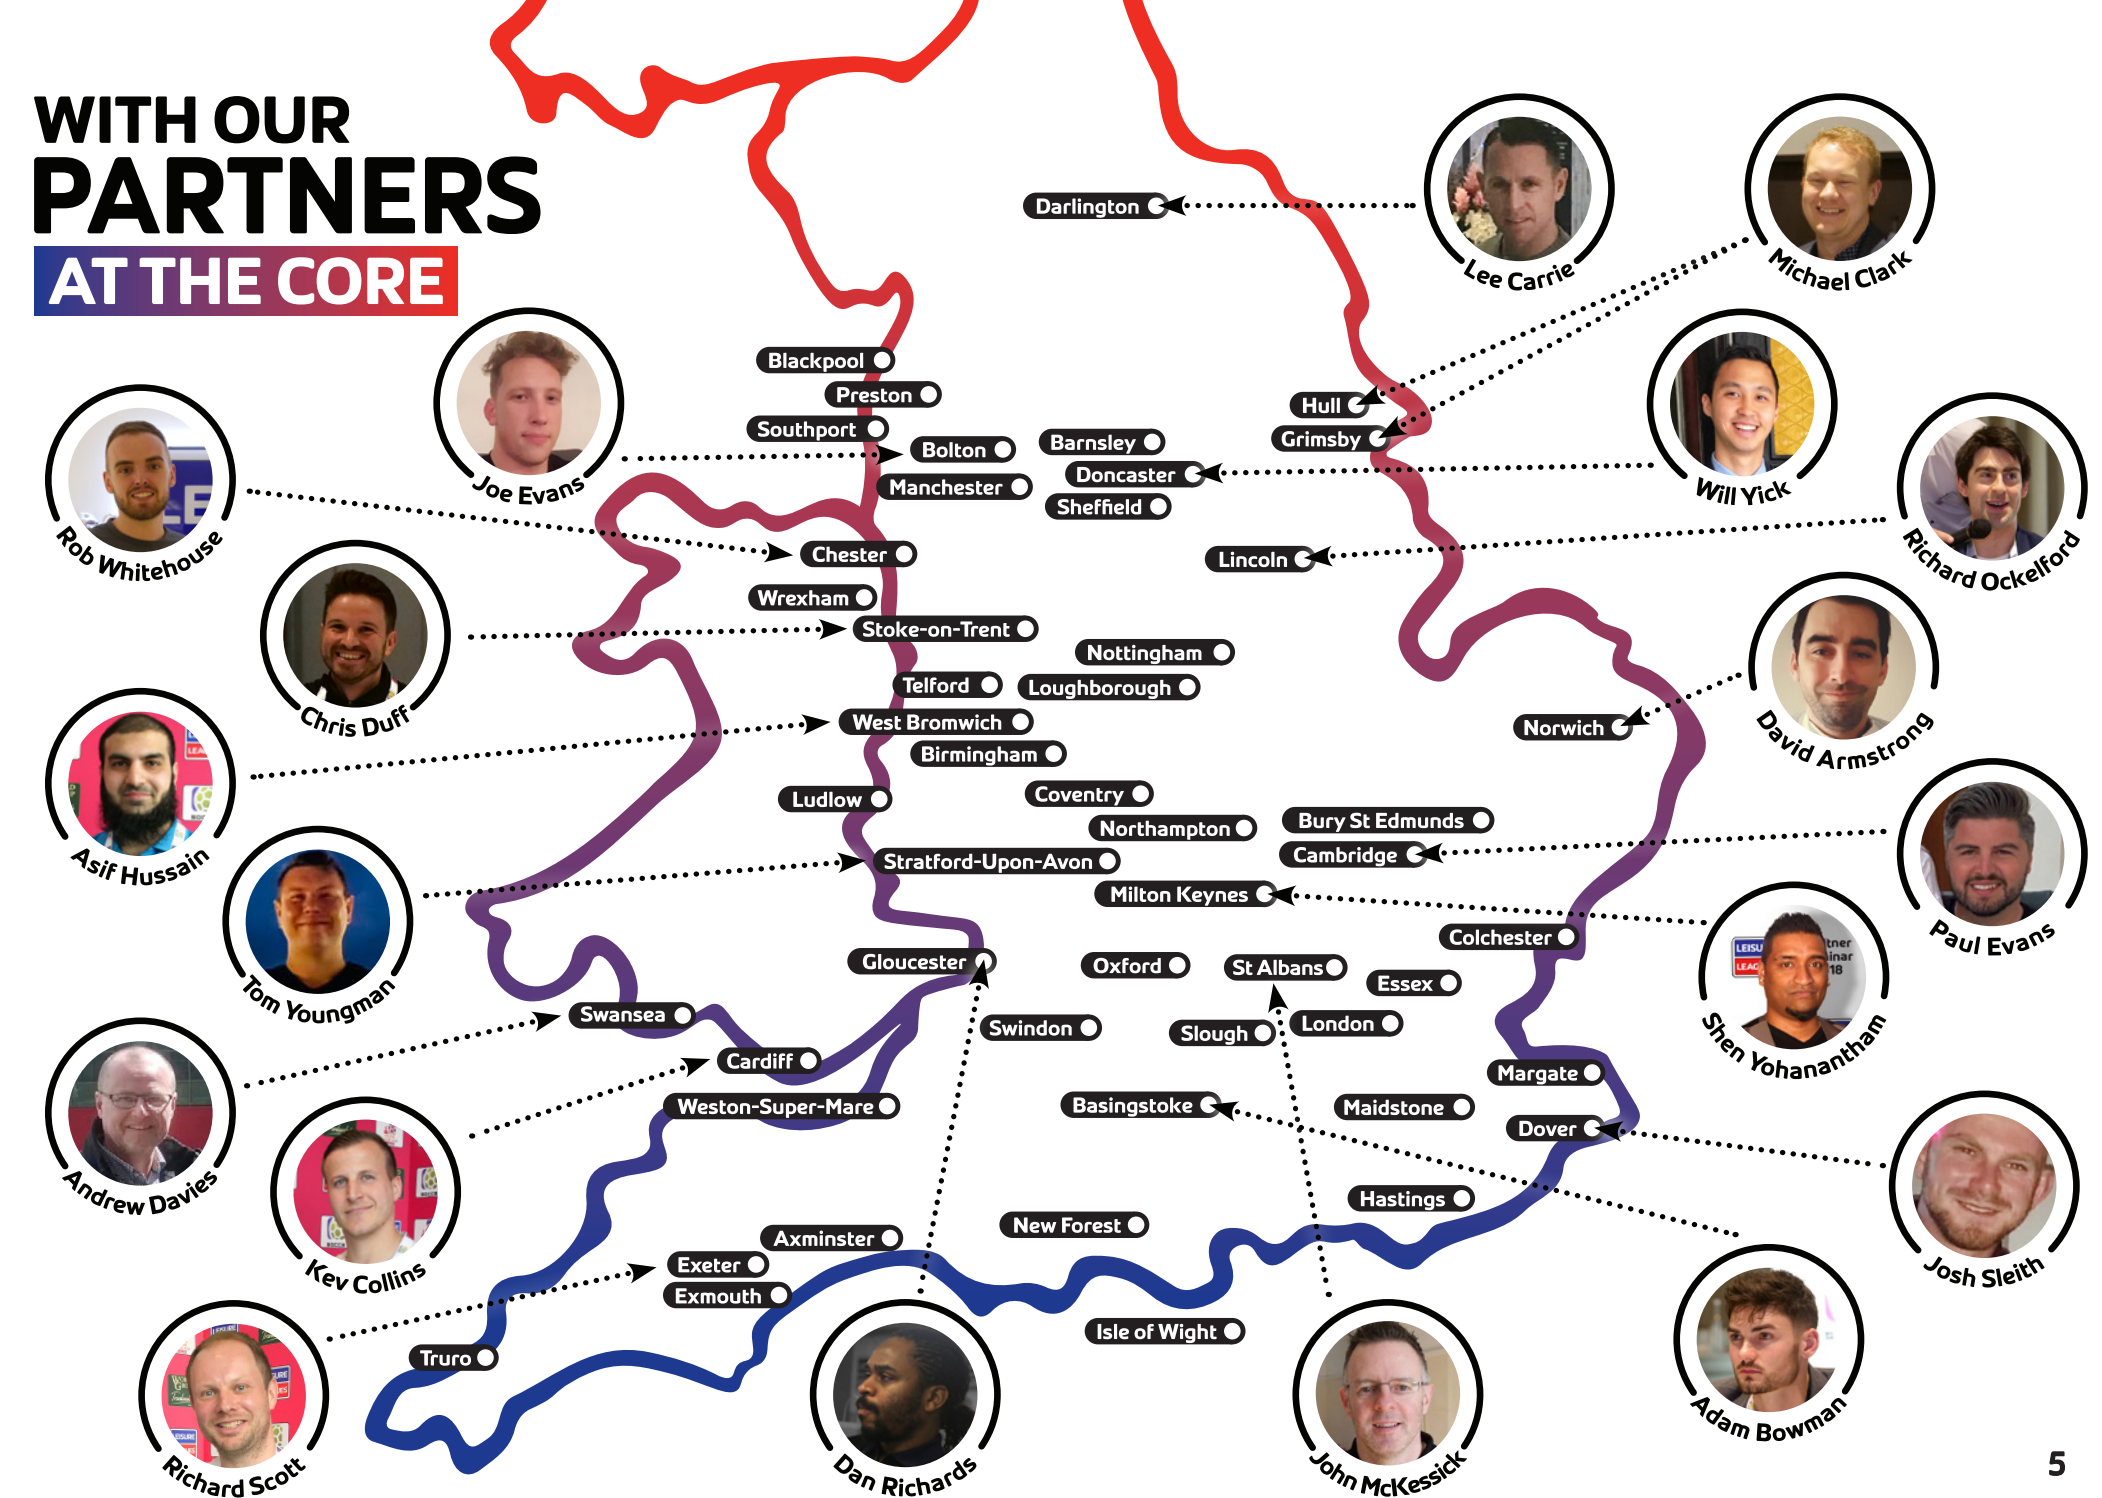 WITH OUR
PARTNERS
AT THE CORE
Lee Carrie
Michael Clark
Joe Evans
Will Yick
Rob Whitehouse
Richard Ockelford
Chris Duff
David Armstrong
Asif Hussain
Paul Evans
Tom Youngman
Shen Yohanantham
Andrew Davies
Kev Collins
Josh Sleith
Richard Scott
Dan Richards
John McKessick
Adam Bowman
Darlington
Blackpool
Preston
Hull
Southport
Grimsby
Bolton
Barnsley
Doncaster
Manchester
Sheffield
Chester
Lincoln
Wrexham
Stoke-on-Trent
Nottingham
Telford
Loughborough
West Bromwich
Norwich
Birmingham
Ludlow
Coventry
Northampton
Bury St Edmunds
Cambridge
Stratford-Upon-Avon
Milton Keynes
Colchester
Gloucester
Oxford
St Albans
Essex
Swansea
Swindon
Slough
London
Cardiff
Margate
Weston-Super-Mare
Basingstoke
Maidstone
Dover
Hastings
New Forest
Axminster
Exeter
Exmouth
Isle of Wight
Truro
5